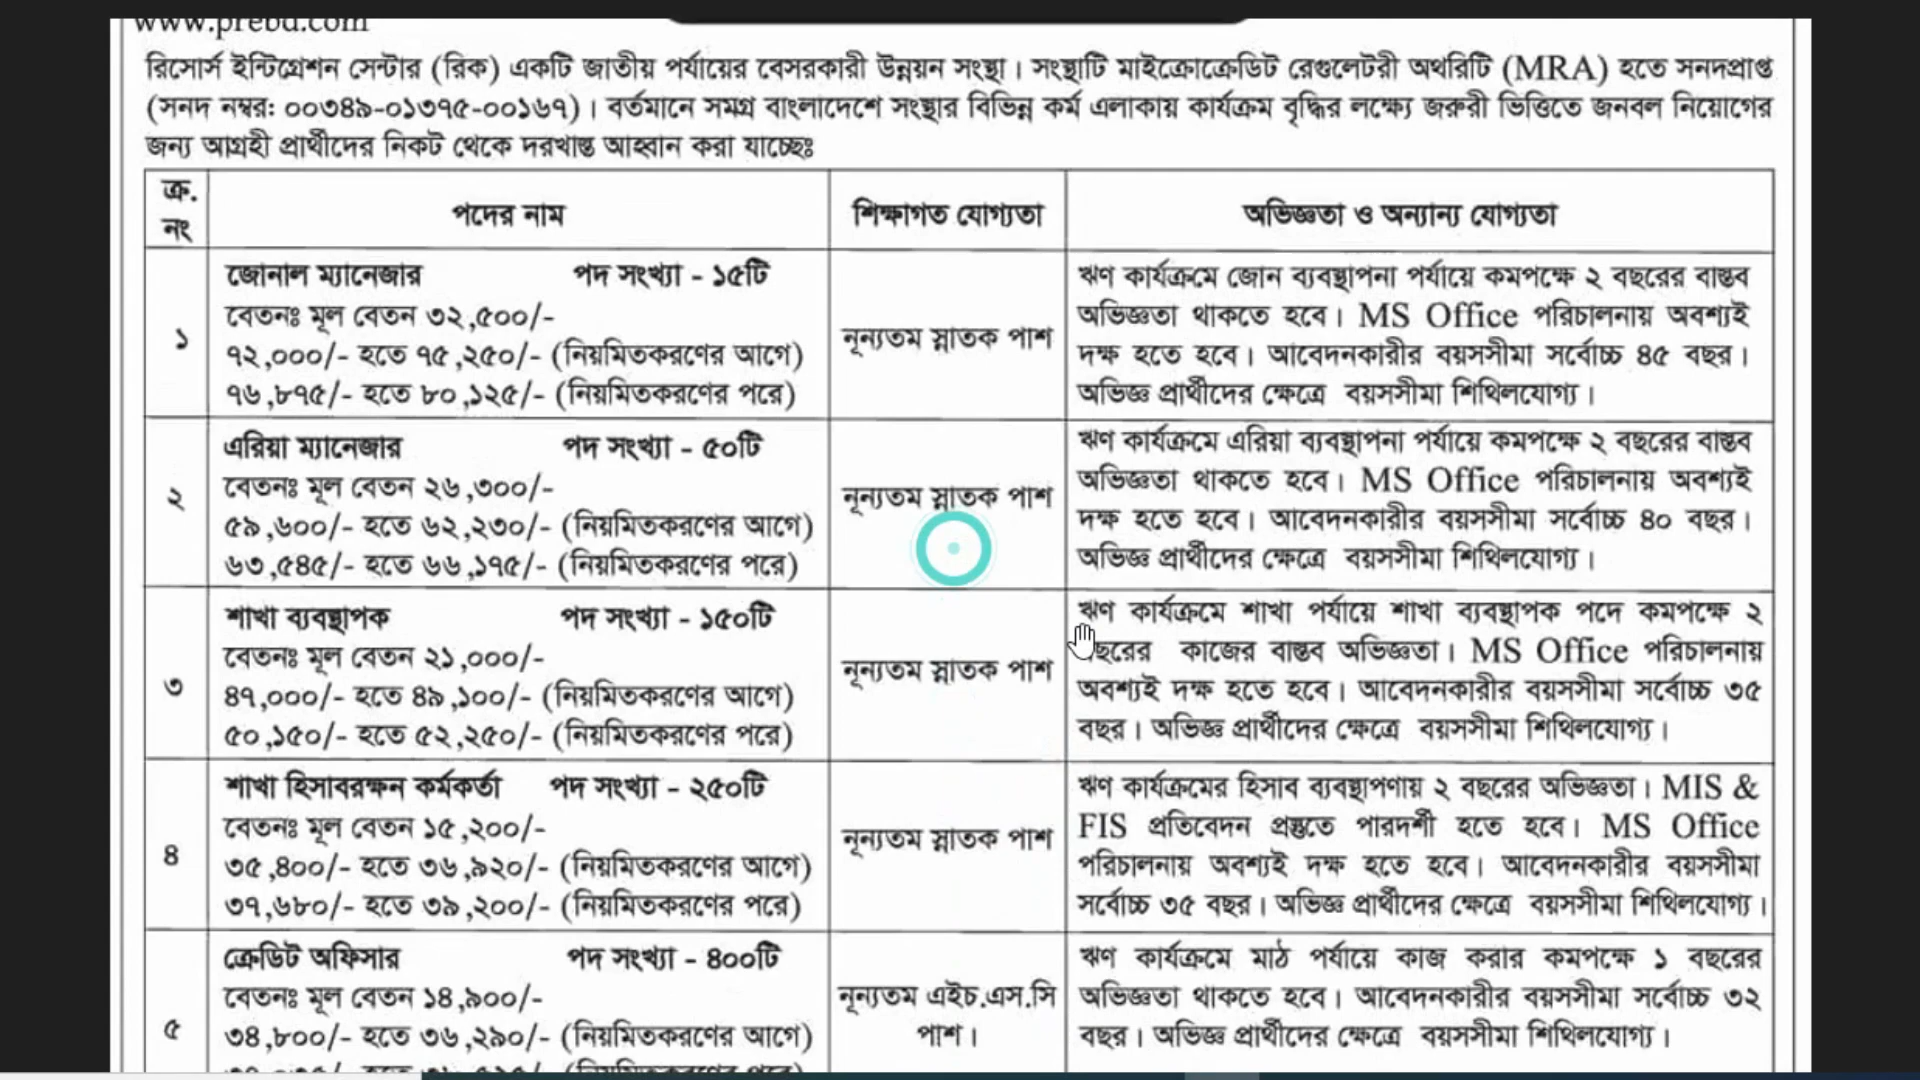 www.prebd.com
রিসোর্স ইন্টিগ্রেশন সেন্টার (রিক) একটি জাতীয় পর্যায়ের বেসরকারী উন্নয়ন সংস্থা। সংস্থাটি মাইক্রোক্রেডিট রেগুলেটরী অথরিটি (MRA) হতে সনদপ্রাপ্ত
(সনদ নম্বর: ০০৩৪৯-০১৩৭৫-০০১৬৭)। বর্তমানে সমগ্র বাংলাদেশে সংস্থার বিভিন্ন কর্ম এলাকায় কার্যক্রম বৃদ্ধির লক্ষ্যে জরুরী ভিত্তিতে জনবল নিয়োগের
জন্য আগ্রহী প্রার্থীদের নিকট থেকে দরখাস্ত আহ্বান করা যাচ্ছেঃ
ক্র. নং
পদের নাম
শিক্ষাগত যোগ্যতা
অভিজ্ঞতা ও অন্যান্য যোগ্যতা
১
জোনাল ম্যানেজার পদ সংখ্যা - ১৫টি
বেতনঃ মূল বেতন ৩২,৫০০/-
৭২,০০০/- হতে ৭৫,২৫০/- (নিয়মিতকরণের আগে)
৭৬,৮৭৫/- হতে ৮০,১২৫/- (নিয়মিতকরণের পরে)
নূন্যতম স্নাতক পাশ
ঋণ কার্যক্রমে জোন ব্যবস্থাপনা পর্যায়ে কমপক্ষে ২ বছরের বাস্তব
অভিজ্ঞতা থাকতে হবে। MS Office পরিচালনায় অবশ্যই
দক্ষ হতে হবে। আবেদনকারীর বয়সসীমা সর্বোচ্চ ৪৫ বছর।
অভিজ্ঞ প্রার্থীদের ক্ষেত্রে বয়সসীমা শিথিলযোগ্য।
২
এরিয়া ম্যানেজার পদ সংখ্যা - ৫০টি
বেতনঃ মূল বেতন ২৬,৩০০/-
৫৯,৬০০/- হতে ৬২,২৩০/- (নিয়মিতকরণের আগে)
৬৩,৫৪৫/- হতে ৬৬,১৭৫/- (নিয়মিতকরণের পরে)
নূন্যতম স্নাতক পাশ
ঋণ কার্যক্রমে এরিয়া ব্যবস্থাপনা পর্যায়ে কমপক্ষে ২ বছরের বাস্তব
অভিজ্ঞতা থাকতে হবে। MS Office পরিচালনায় অবশ্যই
দক্ষ হতে হবে। আবেদনকারীর বয়সসীমা সর্বোচ্চ ৪০ বছর।
অভিজ্ঞ প্রার্থীদের ক্ষেত্রে বয়সসীমা শিথিলযোগ্য।
৩
শাখা ব্যবস্থাপক পদ সংখ্যা - ১৫০টি
বেতনঃ মূল বেতন ২১,০০০/-
৪৭,০০০/- হতে ৪৯,১০০/- (নিয়মিতকরণের আগে)
৫০,১৫০/- হতে ৫২,২৫০/- (নিয়মিতকরণের পরে)
নূন্যতম স্নাতক পাশ
ঋণ কার্যক্রমে শাখা পর্যায়ে শাখা ব্যবস্থাপক পদে কমপক্ষে ২
বছরের কাজের বাস্তব অভিজ্ঞতা। MS Office পরিচালনায়
অবশ্যই দক্ষ হতে হবে। আবেদনকারীর বয়সসীমা সর্বোচ্চ ৩৫
বছর। অভিজ্ঞ প্রার্থীদের ক্ষেত্রে বয়সসীমা শিথিলযোগ্য।
৪
শাখা হিসাবরক্ষন কর্মকর্তা পদ সংখ্যা - ২৫০টি
বেতনঃ মূল বেতন ১৫,২০০/-
৩৫,৪০০/- হতে ৩৬,৯২০/- (নিয়মিতকরণের আগে)
৩৭,৬৮০/- হতে ৩৯,২০০/- (নিয়মিতকরণের পরে)
নূন্যতম স্নাতক পাশ
ঋণ কার্যক্রমের হিসাব ব্যবস্থাপণায় ২ বছরের অভিজ্ঞতা। MIS &
FIS প্রতিবেদন প্রস্তুতে পারদর্শী হতে হবে। MS Office
পরিচালনায় অবশ্যই দক্ষ হতে হবে। আবেদনকারীর বয়সসীমা
সর্বোচ্চ ৩৫ বছর। অভিজ্ঞ প্রার্থীদের ক্ষেত্রে বয়সসীমা শিথিলযোগ্য।
৫
ক্রেডিট অফিসার পদ সংখ্যা - ৪০০টি
বেতনঃ মূল বেতন ১৪,৯০০/-
৩৪,৮০০/- হতে ৩৬,২৯০/- (নিয়মিতকরণের আগে)
নূন্যতম এইচ.এস.সি
পাশ।
ঋণ কার্যক্রমে মাঠ পর্যায়ে কাজ করার কমপক্ষে ১ বছরের
অভিজ্ঞতা থাকতে হবে। আবেদনকারীর বয়সসীমা সর্বোচ্চ ৩২
বছর। অভিজ্ঞ প্রার্থীদের ক্ষেত্রে বয়সসীমা শিথিলযোগ্য।